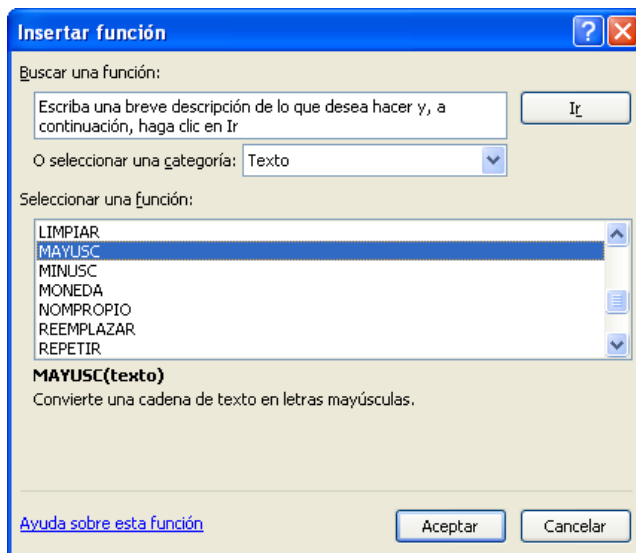 Insertar función
Buscar una función:
Escriba una breve descripción de lo que desea hacer y, a
continuación, haga clic en Ir
Ir
O seleccionar una categoría: Texto
Seleccionar una función:
LIMPIAR
MAYUSC
MINUSC
MONEDA
NOMPROPIO
REEMPLAZAR
REPETIR
MAYUSC(texto)
Convierte una cadena de texto en letras mayúsculas.
Ayuda sobre esta función
Aceptar
Cancelar